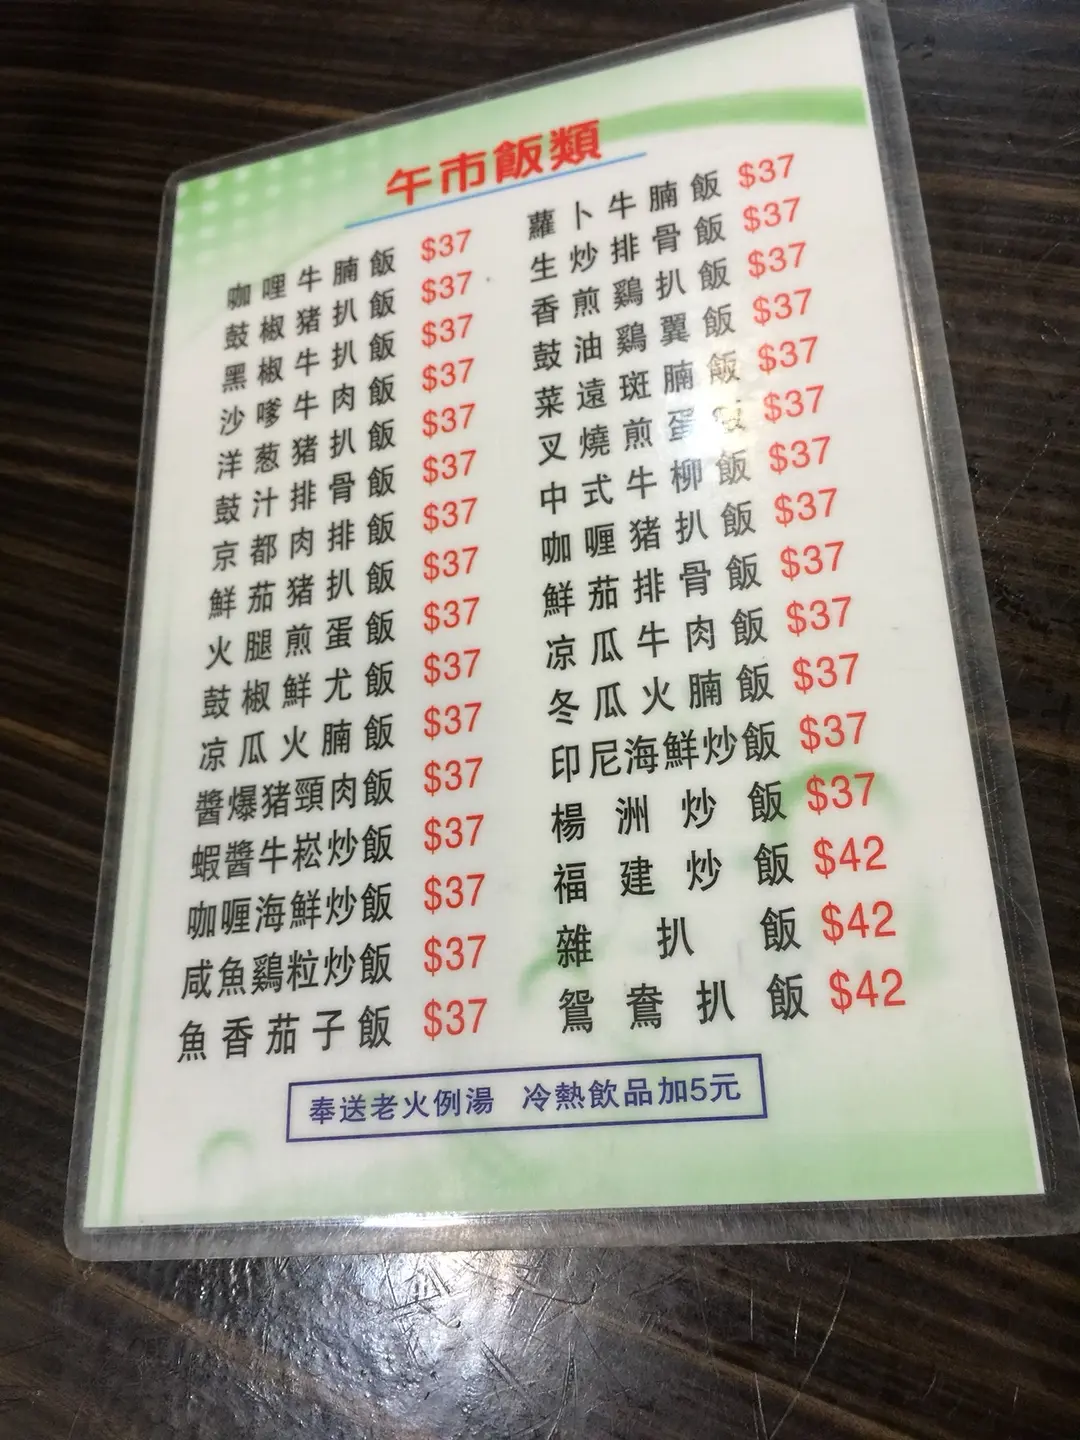 午市飯類
咖哩牛腩飯 $37
鼓椒猪扒飯 $37
黑椒牛扒飯 $37
沙嗲牛肉飯 $37
洋葱猪扒飯 $37
鼓汁排骨飯 $37
京都肉排飯 $37
鮮茄猪扒飯 $37
火腿煎蛋飯 $37
鼓椒鮮尤飯 $37
凉瓜火腩飯 $37
醬爆猪頸肉飯 $37
蝦醬牛崧炒飯 $37
咖喱海鮮炒飯 $37
咸魚鷄粒炒飯 $37
魚香茄子飯 $37
蘿卜牛腩飯 $37
生炒排骨飯 $37
香煎鷄扒飯 $37
鼓油鷄翼飯 $37
菜遠斑腩飯 $37
叉燒煎蛋飯 $37
中式牛柳飯 $37
咖喱猪扒飯 $37
鮮茄排骨飯 $37
凉瓜牛肉飯 $37
冬瓜火腩飯 $37
印尼海鮮炒飯 $37
楊洲炒飯 $37
福建炒飯 $42
雜扒飯 $42
鴛鴦扒飯 $42
奉送老火例湯 冷熱飲品加5元